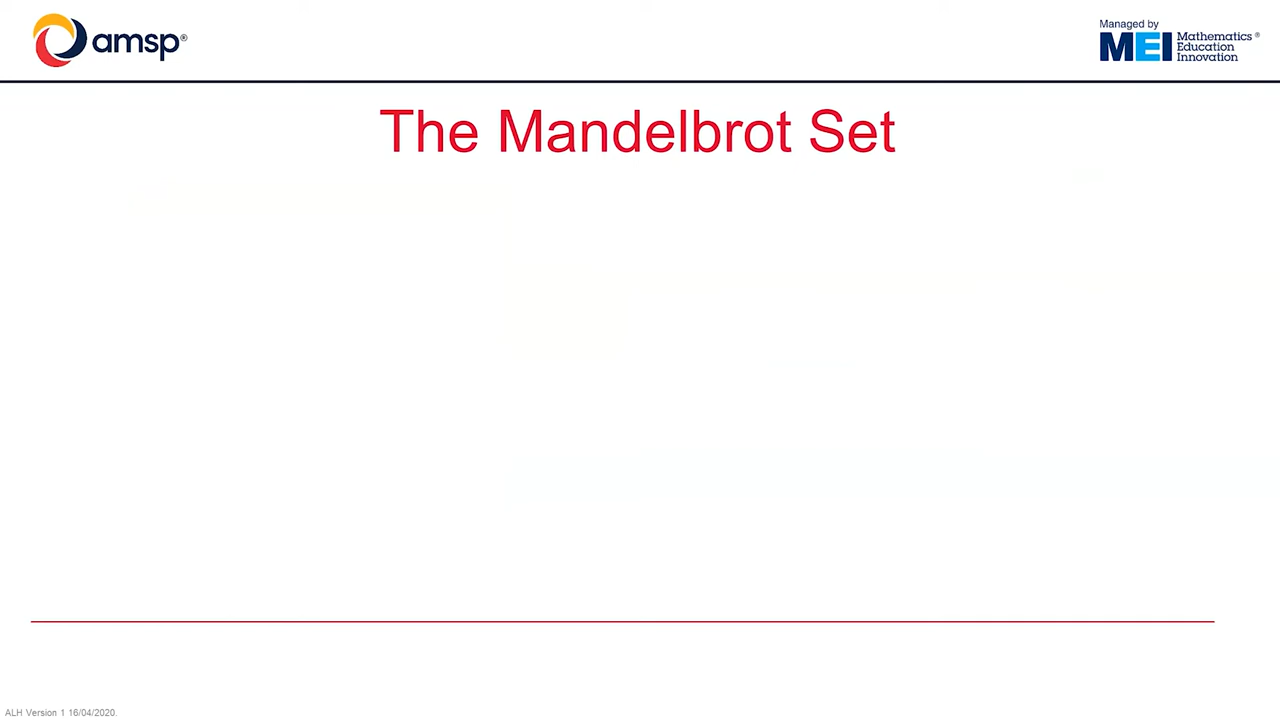 amsp®
Managed by
MEI Mathematics ®
Education
Innovation
The Mandelbrot Set
ALH Version 1 16/04/2020.